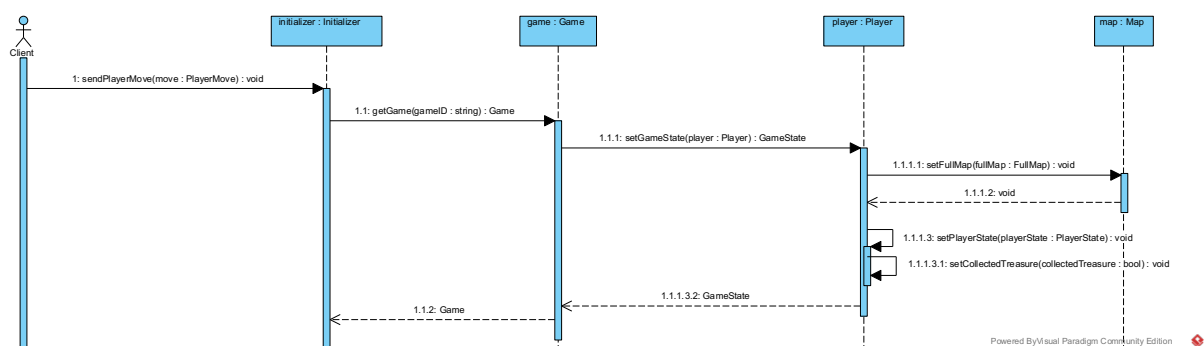 initializer : Initializer
game : Game
player : Player
map : Map
Client
1: sendPlayerMove(move : PlayerMove) : void
1.1: getGame(gameID : string) : Game
1.1.1: setGameState(player : Player) : GameState
1.1.1.1: setFullMap(fullMap : FullMap) : void
1.1.1.2: void
1.1.1.3: setPlayerState(playerState : PlayerState) : void
1.1.1.3.1: setCollectedTreasure(collectedTreasure : bool) : void
1.1.1.3.2: GameState
1.1.2: Game
Powered ByVisual Paradigm Community Edition